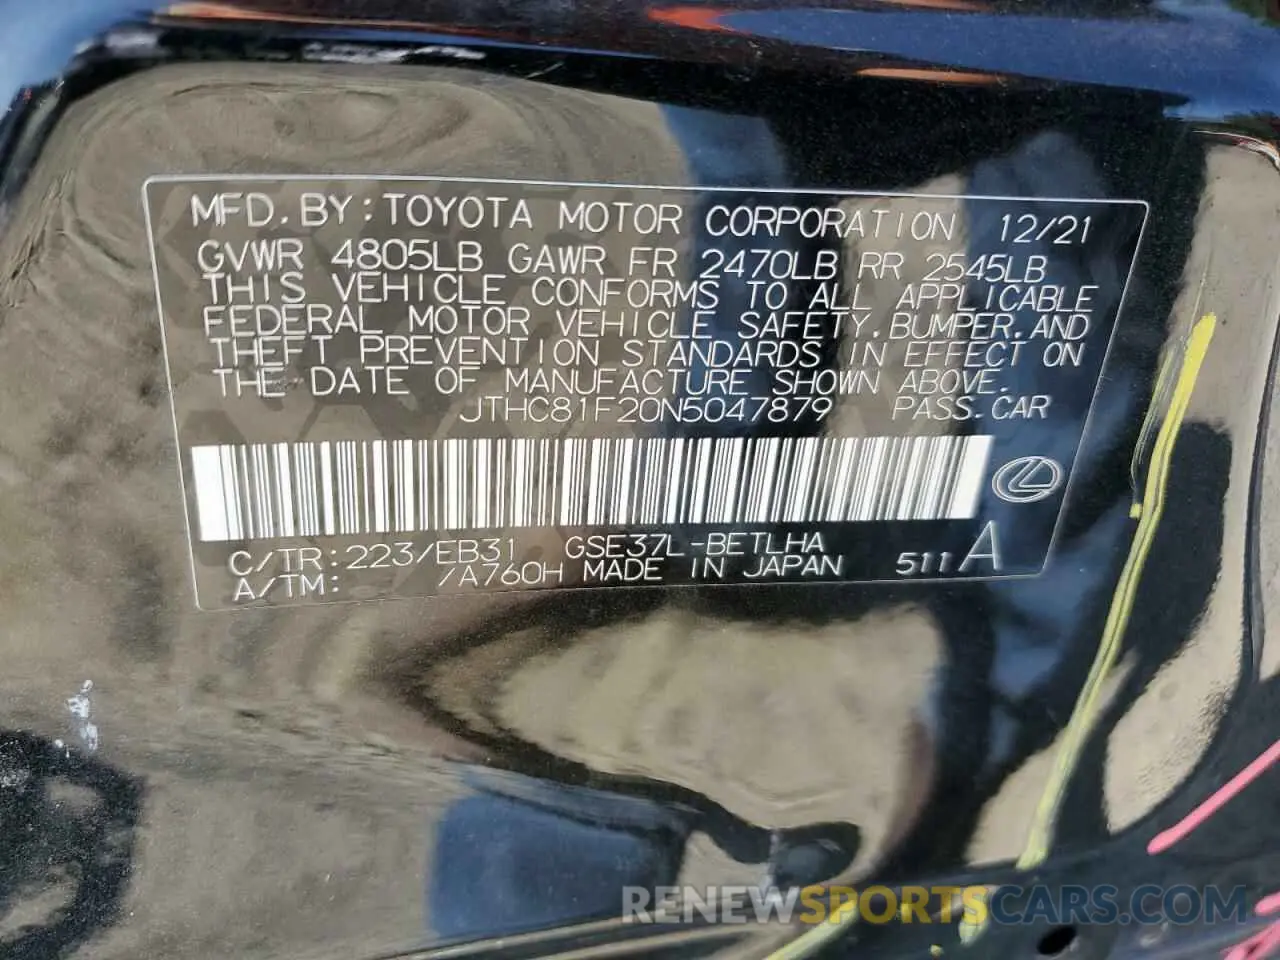 MFD. BY: TOYOTA MOTOR CORPORATION 12/21
GVWR 4805LB GAWR FR 2470LB RR 2545LB
THIS VEHICLE CONFORMS TO ALL APPLICABLE
FEDERAL MOTOR VEHICLE SAFETY, BUMPER, AND
THEFT PREVENTION STANDARDS IN EFFECT ON
THE DATE OF MANUFACTURE SHOWN ABOVE.
JTHC81F20N5047879 PASS. CAR
C/TR: 223/EB31 GSE37L-BETLHA
A/TM: /A760H MADE IN JAPAN 511 A
RENEWSPORTSCARS.COM